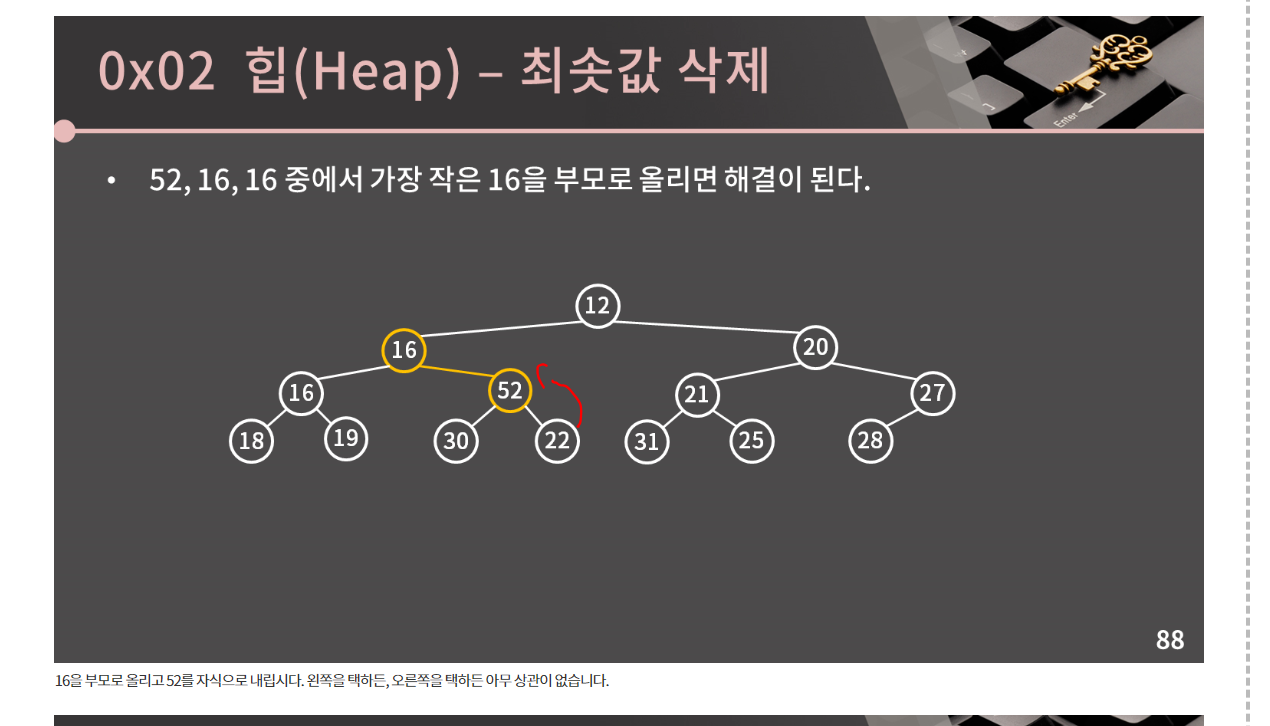 0x02 힙(Heap) – 최솟값 삭제
Enter
• 52, 16, 16 중에서 가장 작은 16을 부모로 올리면 해결이 된다.
12
16 20
16 52 21 27
18 19 30 22 31 25 28
88
16을 부모로 올리고 52를 자식으로 내립시다. 왼쪽을 택하든, 오른쪽을 택하든 아무 상관이 없습니다.